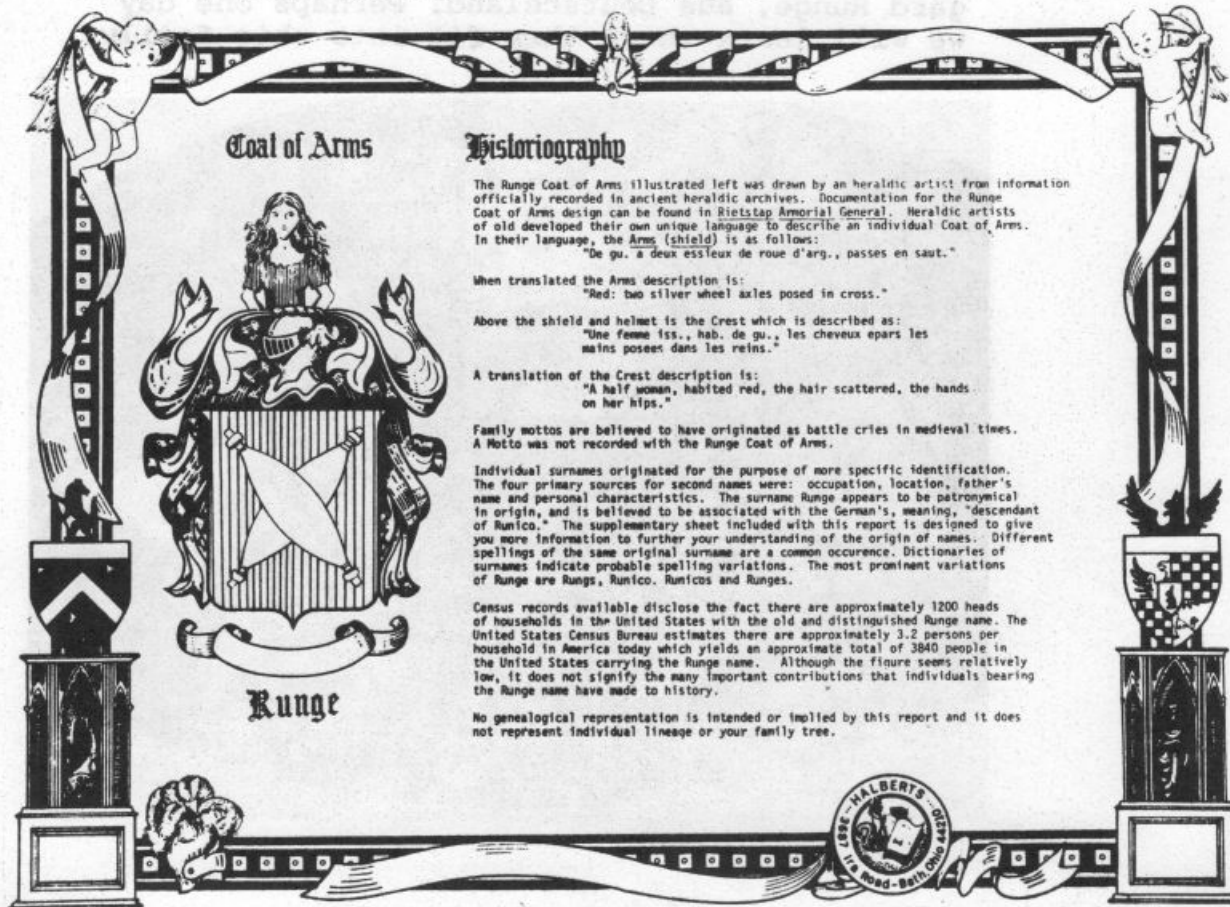 Coat of Arms
Runge
Historiography
The Runge Coat of Arms illustrated left was drawn by an heraldic artist from information
officially recorded in ancient heraldic archives. Documentation for the Runge
Coat of Arms design can be found in Rietstap Armorial General. Heraldic artists
of old developed their own unique language to describe an individual Coat of Arms.
In their language, the Arms (shield) is as follows:
"De gu. a deux essieux de roue d'arg., passes en saut."
When translated the Arms description is:
"Red: two silver wheel axles posed in cross."
Above the shield and helmet is the Crest which is described as:
"Une femme iss., hab. de gu., les cheveux epars les
mains posees dans les reins."
A translation of the Crest description is:
"A half woman, habited red, the hair scattered, the hands
on her hips."
Family mottos are believed to have originated as battle cries in medieval times.
A Motto was not recorded with the Runge Coat of Arms.
Individual surnames originated for the purpose of more specific identification.
The four primary sources for second names were: occupation, location, father's
name and personal characteristics. The surname Runge appears to be patronymical
in origin, and is believed to be associated with the German's, meaning, "descendant
of Runico." The supplementary sheet included with this report is designed to give
you more information to further your understanding of the origin of names. Different
spellings of the same original surname are a common occurence. Dictionaries of
surnames indicate probable spelling variations. The most prominent variations
of Runge are Rungs, Runico. Runicos and Runges.
Census records available disclose the fact there are approximately 1200 heads
of households in the United States with the old and distinguished Runge name. The
United States Census Bureau estimates there are approximately 3.2 persons per
household in America today which yields an approximate total of 3840 people in
the United States carrying the Runge name. Although the figure seems relatively
low, it does not signify the many important contributions that individuals bearing
the Runge name have made to history.
No genealogical representation is intended or implied by this report and it does
not represent individual lineage or your family tree.
HALBERTS
3687 Ira Road-Bath, Ohio 44210